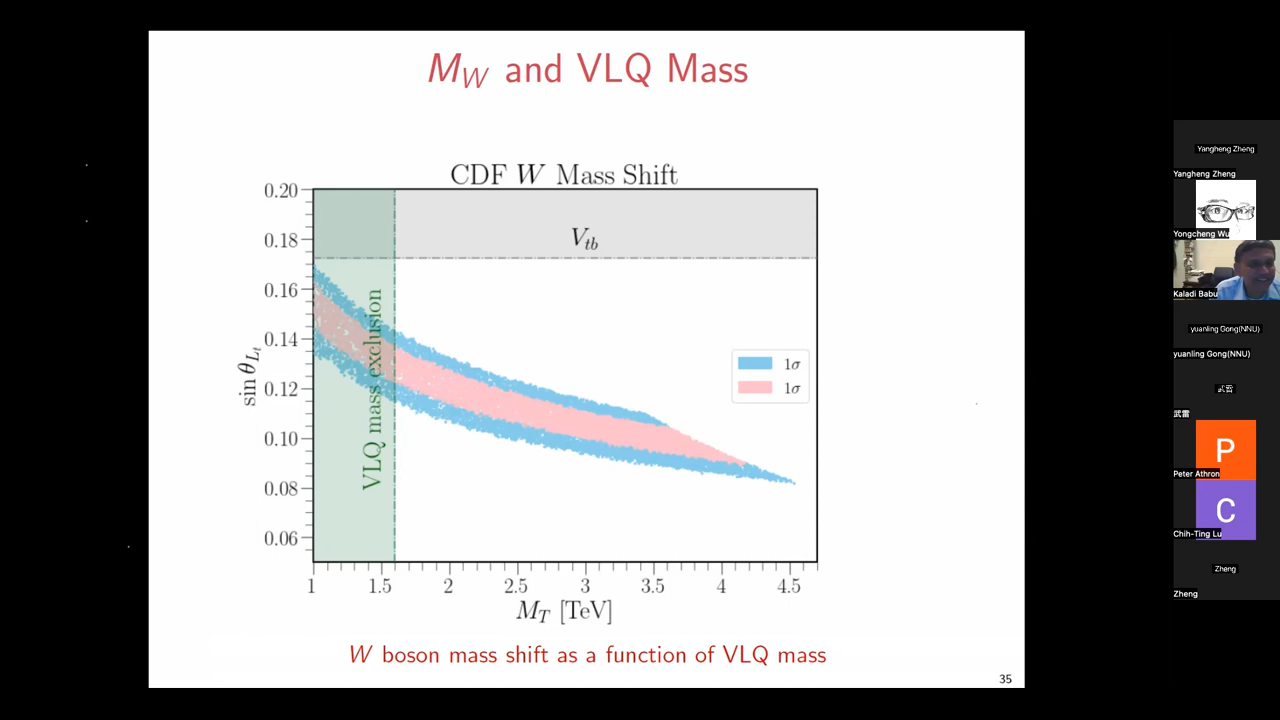 M_W and VLQ Mass
CDF W Mass Shift
0.20
0.18
0.16
0.14
0.12
0.10
0.08
0.06
sin θ_{L_t}
V_{tb}
VLQ mass exclusion
1σ
1σ
1
1.5
2
2.5
3
3.5
4
4.5
M_T [TeV]
W boson mass shift as a function of VLQ mass
35
Yangheng Zheng
Yangheng Zheng
Yongcheng Wu
Kaladi Babu
yuanling Gong(NNU)
yuanling Gong(NNU)
武雷
武雷
P
Peter Athron
C
Chih-Ting Lu
Zheng
Zheng